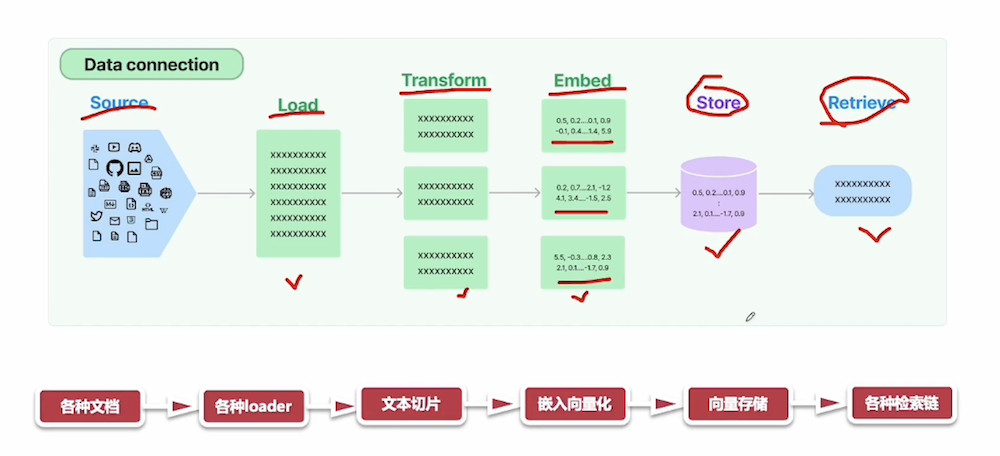 Data connection
Source
Load
Transform
Embed
Store
Retrieve
XXXXXXXXXX
XXXXXXXXXX
XXXXXXXXXX
XXXXXXXXXX
XXXXXXXXXX
XXXXXXXXXX
XXXXXXXXXX
XXXXXXXXXX
XXXXXXXXXX
XXXXXXXXXX
XXXXXXXXXX
XXXXXXXXXX
0.5, 0.2....0.1, 0.9
-0.1, 0.4....1.4, 5.9
0.2, 0.7....2.1, -1.2
4.1, 3.4....-1.5, 2.5
5.5, -0.3....0.8, 2.3
2.1, 0.1....-1.7, 0.9
0.5, 0.2....0.1, 0.9
:
2.1, 0.1....-1.7, 0.9
XXXXXXXXXX
XXXXXXXXXX
各种文档
各种loader
文本切片
嵌入向量化
向量存储
各种检索链